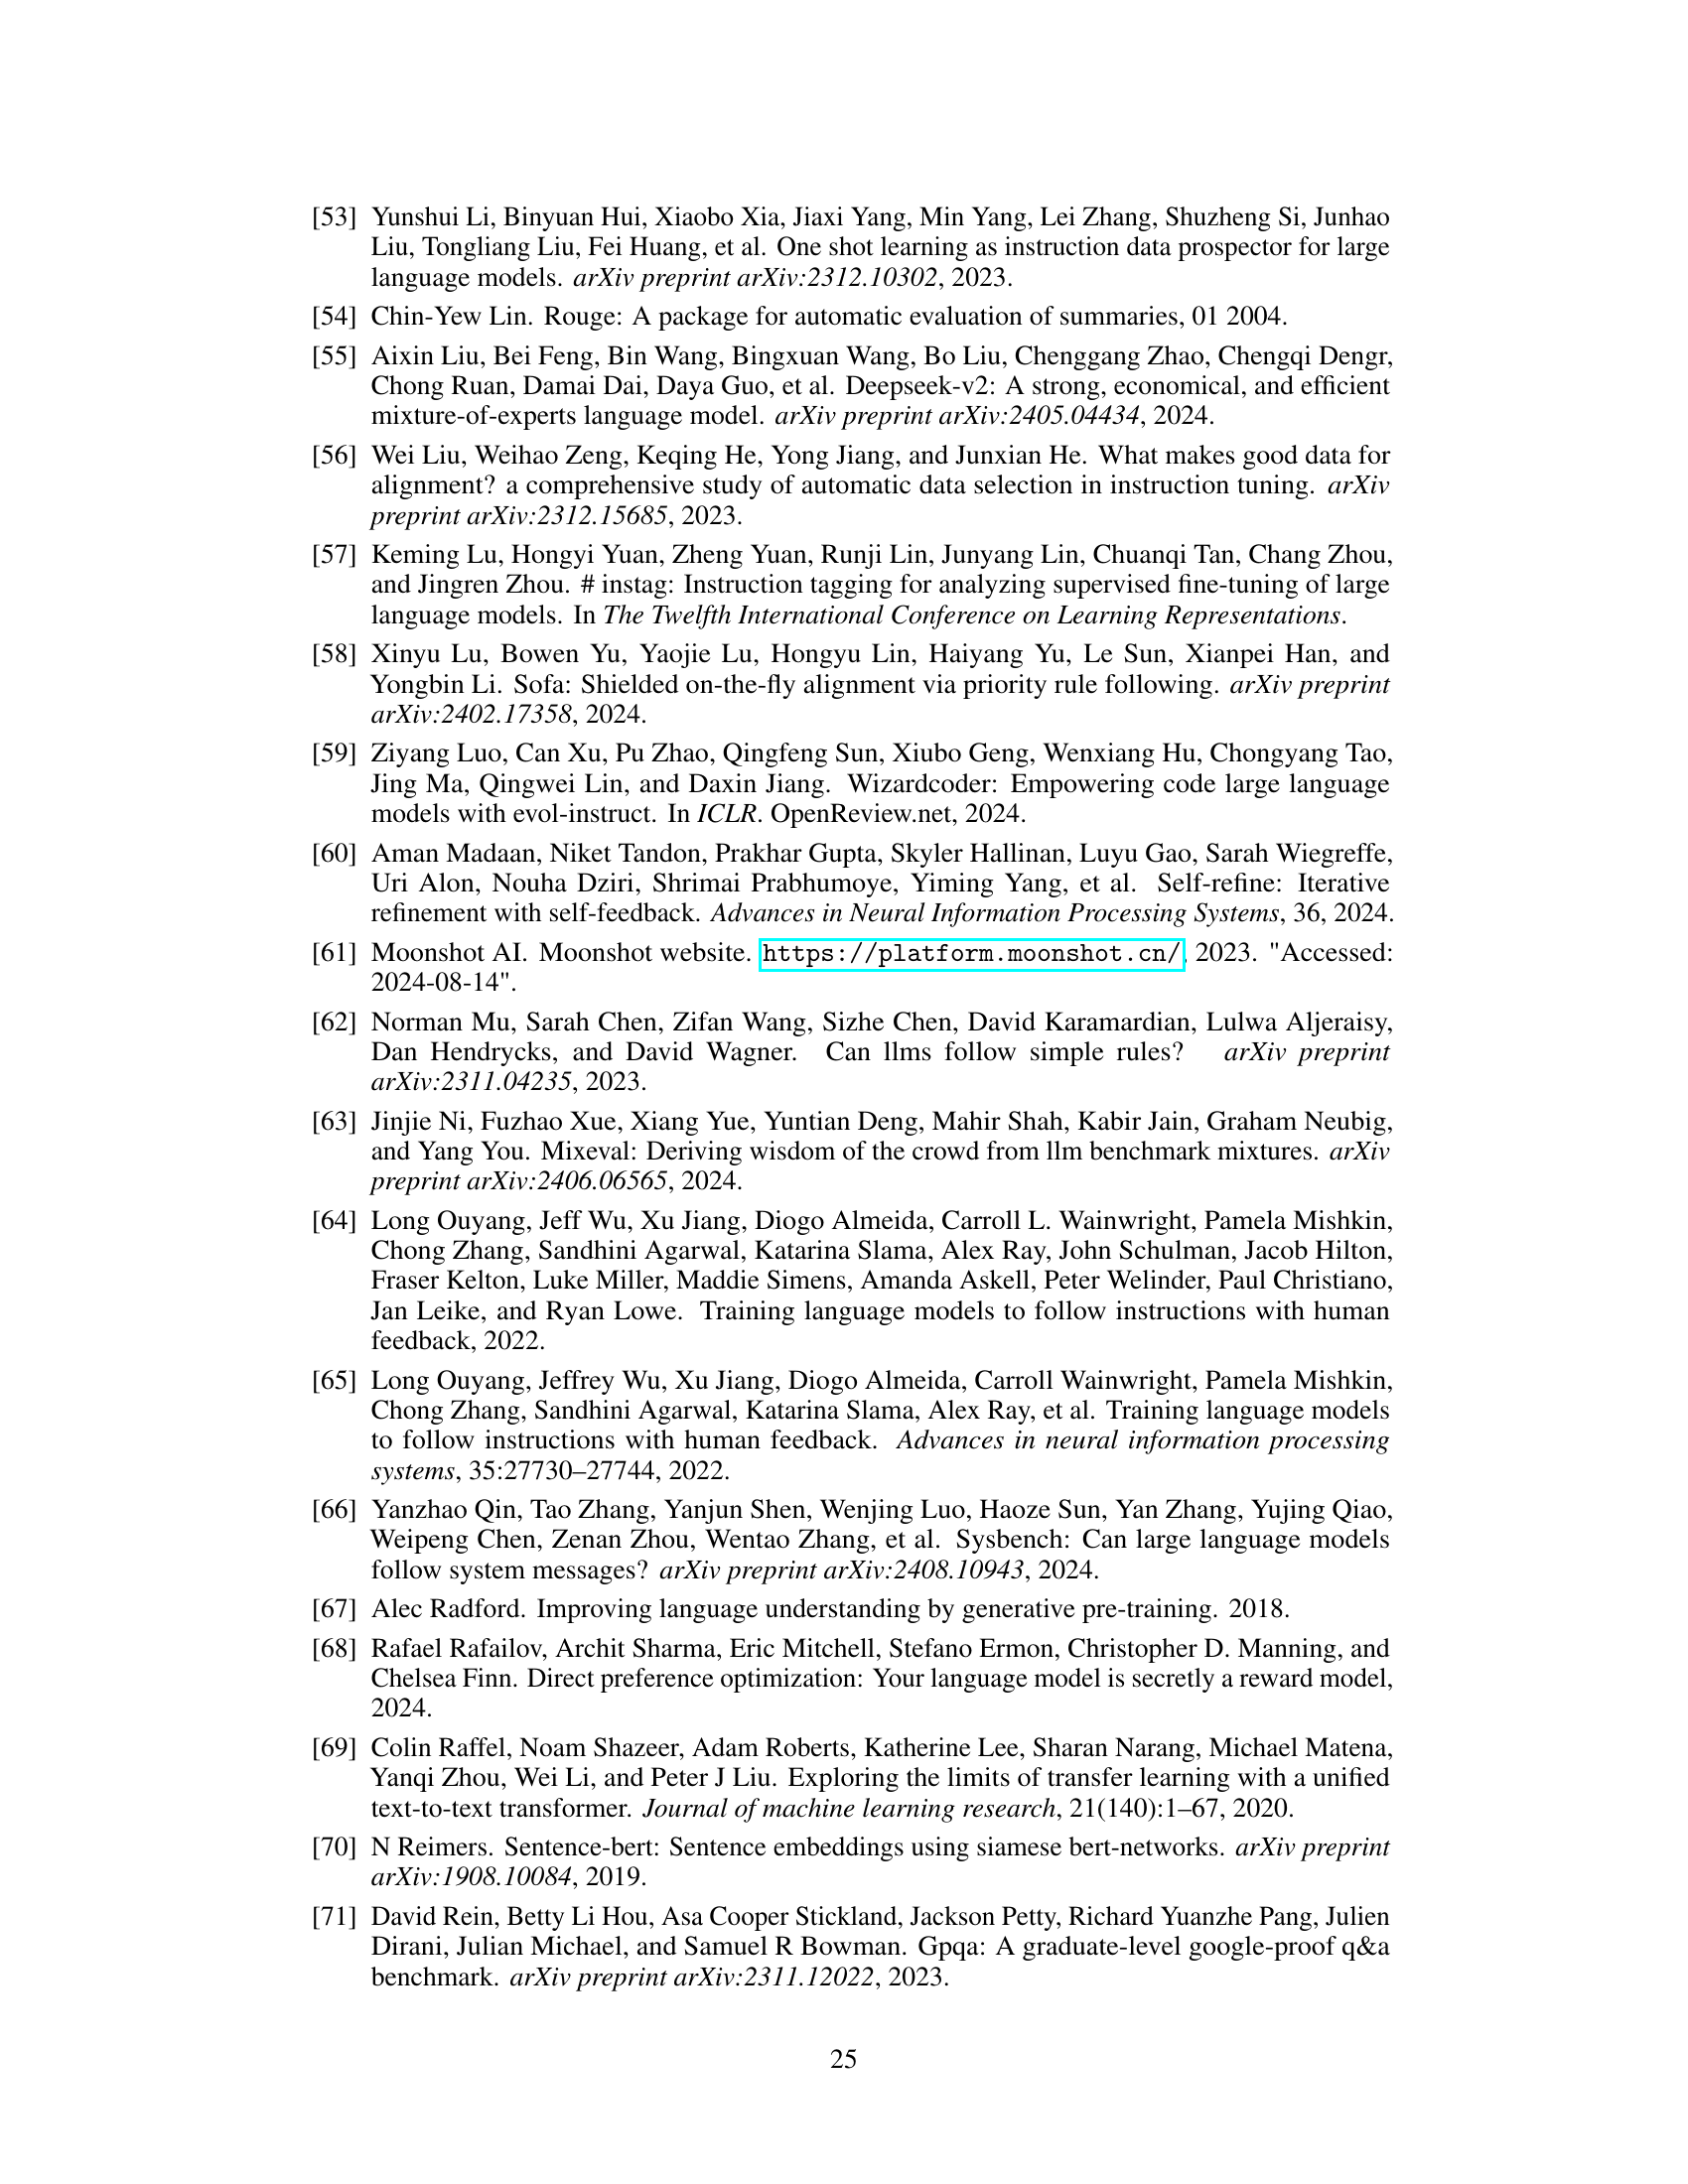 [53] Yunshui Li, Binyuan Hui, Xiaobo Xia, Jiaxi Yang, Min Yang, Lei Zhang, Shuzheng Si, Junhao
Liu, Tongliang Liu, Fei Huang, et al. One shot learning as instruction data prospector for large
language models. arXiv preprint arXiv:2312.10302, 2023.
[54] Chin-Yew Lin. Rouge: A package for automatic evaluation of summaries, 01 2004.
[55] Aixin Liu, Bei Feng, Bin Wang, Bingxuan Wang, Bo Liu, Chenggang Zhao, Chengqi Dengr,
Chong Ruan, Damai Dai, Daya Guo, et al. Deepseek-v2: A strong, economical, and efficient
mixture-of-experts language model. arXiv preprint arXiv:2405.04434, 2024.
[56] Wei Liu, Weihao Zeng, Keqing He, Yong Jiang, and Junxian He. What makes good data for
alignment? a comprehensive study of automatic data selection in instruction tuning. arXiv
preprint arXiv:2312.15685, 2023.
[57] Keming Lu, Hongyi Yuan, Zheng Yuan, Runji Lin, Junyang Lin, Chuanqi Tan, Chang Zhou,
and Jingren Zhou. # instag: Instruction tagging for analyzing supervised fine-tuning of large
language models. In The Twelfth International Conference on Learning Representations.
[58] Xinyu Lu, Bowen Yu, Yaojie Lu, Hongyu Lin, Haiyang Yu, Le Sun, Xianpei Han, and
Yongbin Li. Sofa: Shielded on-the-fly alignment via priority rule following. arXiv preprint
arXiv:2402.17358, 2024.
[59] Ziyang Luo, Can Xu, Pu Zhao, Qingfeng Sun, Xiubo Geng, Wenxiang Hu, Chongyang Tao,
Jing Ma, Qingwei Lin, and Daxin Jiang. Wizardcoder: Empowering code large language
models with evol-instruct. In ICLR. OpenReview.net, 2024.
[60] Aman Madaan, Niket Tandon, Prakhar Gupta, Skyler Hallinan, Luyu Gao, Sarah Wiegreffe,
Uri Alon, Nouha Dziri, Shrimai Prabhumoye, Yiming Yang, et al. Self-refine: Iterative
refinement with self-feedback. Advances in Neural Information Processing Systems, 36, 2024.
[61] Moonshot AI. Moonshot website. https://platform.moonshot.cn/, 2023. "Accessed:
2024-08-14".
[62] Norman Mu, Sarah Chen, Zifan Wang, Sizhe Chen, David Karamardian, Lulwa Aljeraisy,
Dan Hendrycks, and David Wagner. Can llms follow simple rules? arXiv preprint
arXiv:2311.04235, 2023.
[63] Jinjie Ni, Fuzhao Xue, Xiang Yue, Yuntian Deng, Mahir Shah, Kabir Jain, Graham Neubig,
and Yang You. Mixeval: Deriving wisdom of the crowd from llm benchmark mixtures. arXiv
preprint arXiv:2406.06565, 2024.
[64] Long Ouyang, Jeff Wu, Xu Jiang, Diogo Almeida, Carroll L. Wainwright, Pamela Mishkin,
Chong Zhang, Sandhini Agarwal, Katarina Slama, Alex Ray, John Schulman, Jacob Hilton,
Fraser Kelton, Luke Miller, Maddie Simens, Amanda Askell, Peter Welinder, Paul Christiano,
Jan Leike, and Ryan Lowe. Training language models to follow instructions with human
feedback, 2022.
[65] Long Ouyang, Jeffrey Wu, Xu Jiang, Diogo Almeida, Carroll Wainwright, Pamela Mishkin,
Chong Zhang, Sandhini Agarwal, Katarina Slama, Alex Ray, et al. Training language models
to follow instructions with human feedback. Advances in neural information processing
systems, 35:27730–27744, 2022.
[66] Yanzhao Qin, Tao Zhang, Yanjun Shen, Wenjing Luo, Haoze Sun, Yan Zhang, Yujing Qiao,
Weipeng Chen, Zenan Zhou, Wentao Zhang, et al. Sysbench: Can large language models
follow system messages? arXiv preprint arXiv:2408.10943, 2024.
[67] Alec Radford. Improving language understanding by generative pre-training. 2018.
[68] Rafael Rafailov, Archit Sharma, Eric Mitchell, Stefano Ermon, Christopher D. Manning, and
Chelsea Finn. Direct preference optimization: Your language model is secretly a reward model,
2024.
[69] Colin Raffel, Noam Shazeer, Adam Roberts, Katherine Lee, Sharan Narang, Michael Matena,
Yanqi Zhou, Wei Li, and Peter J Liu. Exploring the limits of transfer learning with a unified
text-to-text transformer. Journal of machine learning research, 21(140):1–67, 2020.
[70] N Reimers. Sentence-bert: Sentence embeddings using siamese bert-networks. arXiv preprint
arXiv:1908.10084, 2019.
[71] David Rein, Betty Li Hou, Asa Cooper Stickland, Jackson Petty, Richard Yuanzhe Pang, Julien
Dirani, Julian Michael, and Samuel R Bowman. Gpqa: A graduate-level google-proof q&a
benchmark. arXiv preprint arXiv:2311.12022, 2023.
25